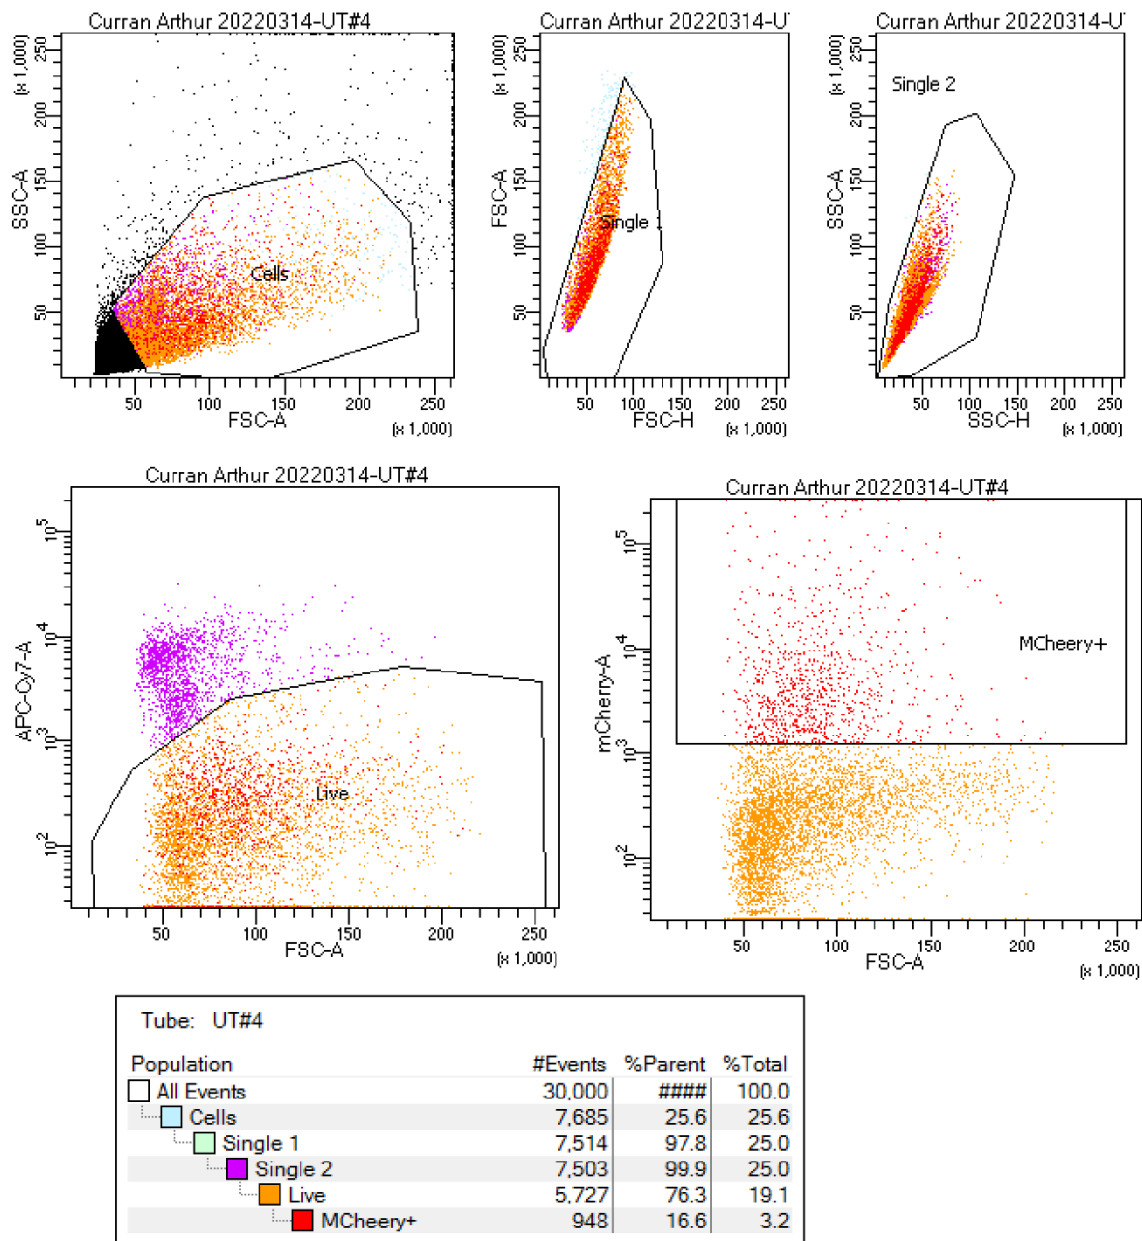 Curran Arthur 20220314-UT#4
SSC-A
(x 1,000)
50 100 150 200 250
Cells
50 100 150 200 250
FSC-A
(x 1,000)
Curran Arthur 20220314-U
FSC-A
(x 1,000)
50 100 150 200 250
Single
50 100 150 200 250
FSC-H
(x 1,000)
Curran Arthur 20220314-U
SSC-A
(x 1,000)
50 100 150 200 250
Single 2
50 100 150 200 250
SSC-H
(x 1,000)
Curran Arthur 20220314-UT#4
APC-Cy7-A
10^2 10^3 10^4 10^5
Live
50 100 150 200 250
FSC-A
(x 1,000)
Curran Arthur 20220314-UT#4
mCherry-A
10^2 10^3 10^4 10^5
MCheery+
50 100 150 200 250
FSC-A
(x 1,000)
Tube: UT#4
Population #Events %Parent %Total
All Events 30,000 #### 100.0
Cells 7,685 25.6 25.6
Single 1 7,514 97.8 25.0
Single 2 7,503 99.9 25.0
Live 5,727 76.3 19.1
MCheery+ 948 16.6 3.2